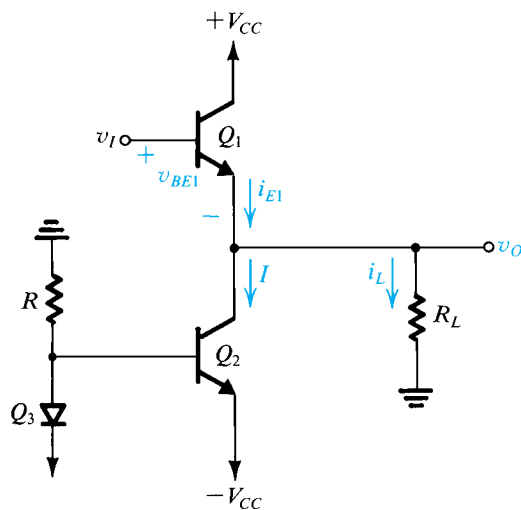 +V_CC
v_I
+
Q_1
v_BE1
−
i_E1
I
i_L
v_O
R
R_L
Q_2
Q_3
−V_CC